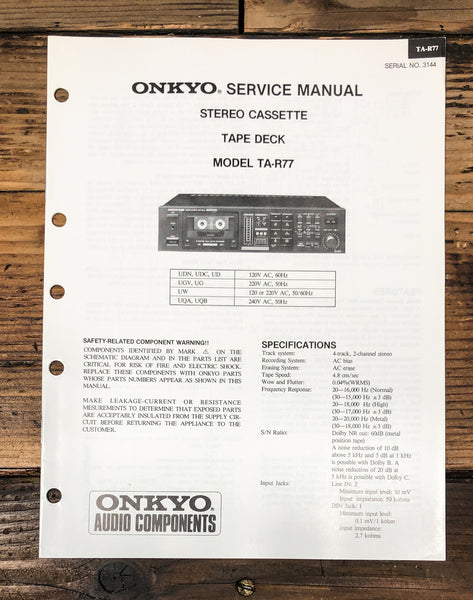 TA-R77
SERIAL NO. 3144
ONKYO® SERVICE MANUAL
STEREO CASSETTE
TAPE DECK
MODEL TA-R77
UDN, UDC, UD 120V AC, 60Hz
UGV, UG 220V AC, 50Hz
UW 120 or 220V AC, 50/60Hz
UQA, UQB 240V AC, 50Hz
SAFETY-RELATED COMPONENT WARNING!!
COMPONENTS IDENTIFIED BY MARK ⚠ ON THE
SCHEMATIC DIAGRAM AND IN THE PARTS LIST ARE
CRITICAL FOR RISK OF FIRE AND ELECTRIC SHOCK.
REPLACE THESE COMPONENTS WITH ONKYO PARTS
WHOSE PARTS NUMBERS APPEAR AS SHOWN IN THIS
MANUAL.
MAKE LEAKAGE-CURRENT OR RESISTANCE
MESUREMENTS TO DETERMINE THAT EXPOSED PARTS
ARE ACCEPTABLY INSULATED FROM THE SUPPLY CIR-
CUIT BEFORE RETURNING THE APPLIANCE TO THE
CUSTOMER.
ONKYO®
AUDIO COMPONENTS
SPECIFICATIONS
Track system: 4-track, 2-channel stereo
Recording System: AC bias
Erasing System: AC erase
Tape Speed: 4.8 cm/sec
Wow and Flutter: 0.04%(WRMS)
Frequency Response: 20—16,000 Hz (Normal)
(30—15,000 Hz ±3 dB)
20—18,000 Hz (High)
(30—17,000 Hz ±3 dB)
20—20,000 Hz (Metal)
(30—18,000 Hz ±3 dB)
S/N Ratio: Dolby NR out: 60dB (metal
position tape)
A noise reduction of 10 dB
above 5 kHz and 5 dB at 1 kHz
is possible with Dolby B. A
noise reduction of 20 dB at
5 kHz is possible with Dolby C.
Input Jacks: Line IN: 2
Minimum input level: 50 mV
Input impedance: 50 kohms
DIN Jack: 1
Minimum input level:
0.1 mV/1 kohm
Input impedance:
2.7 kohms